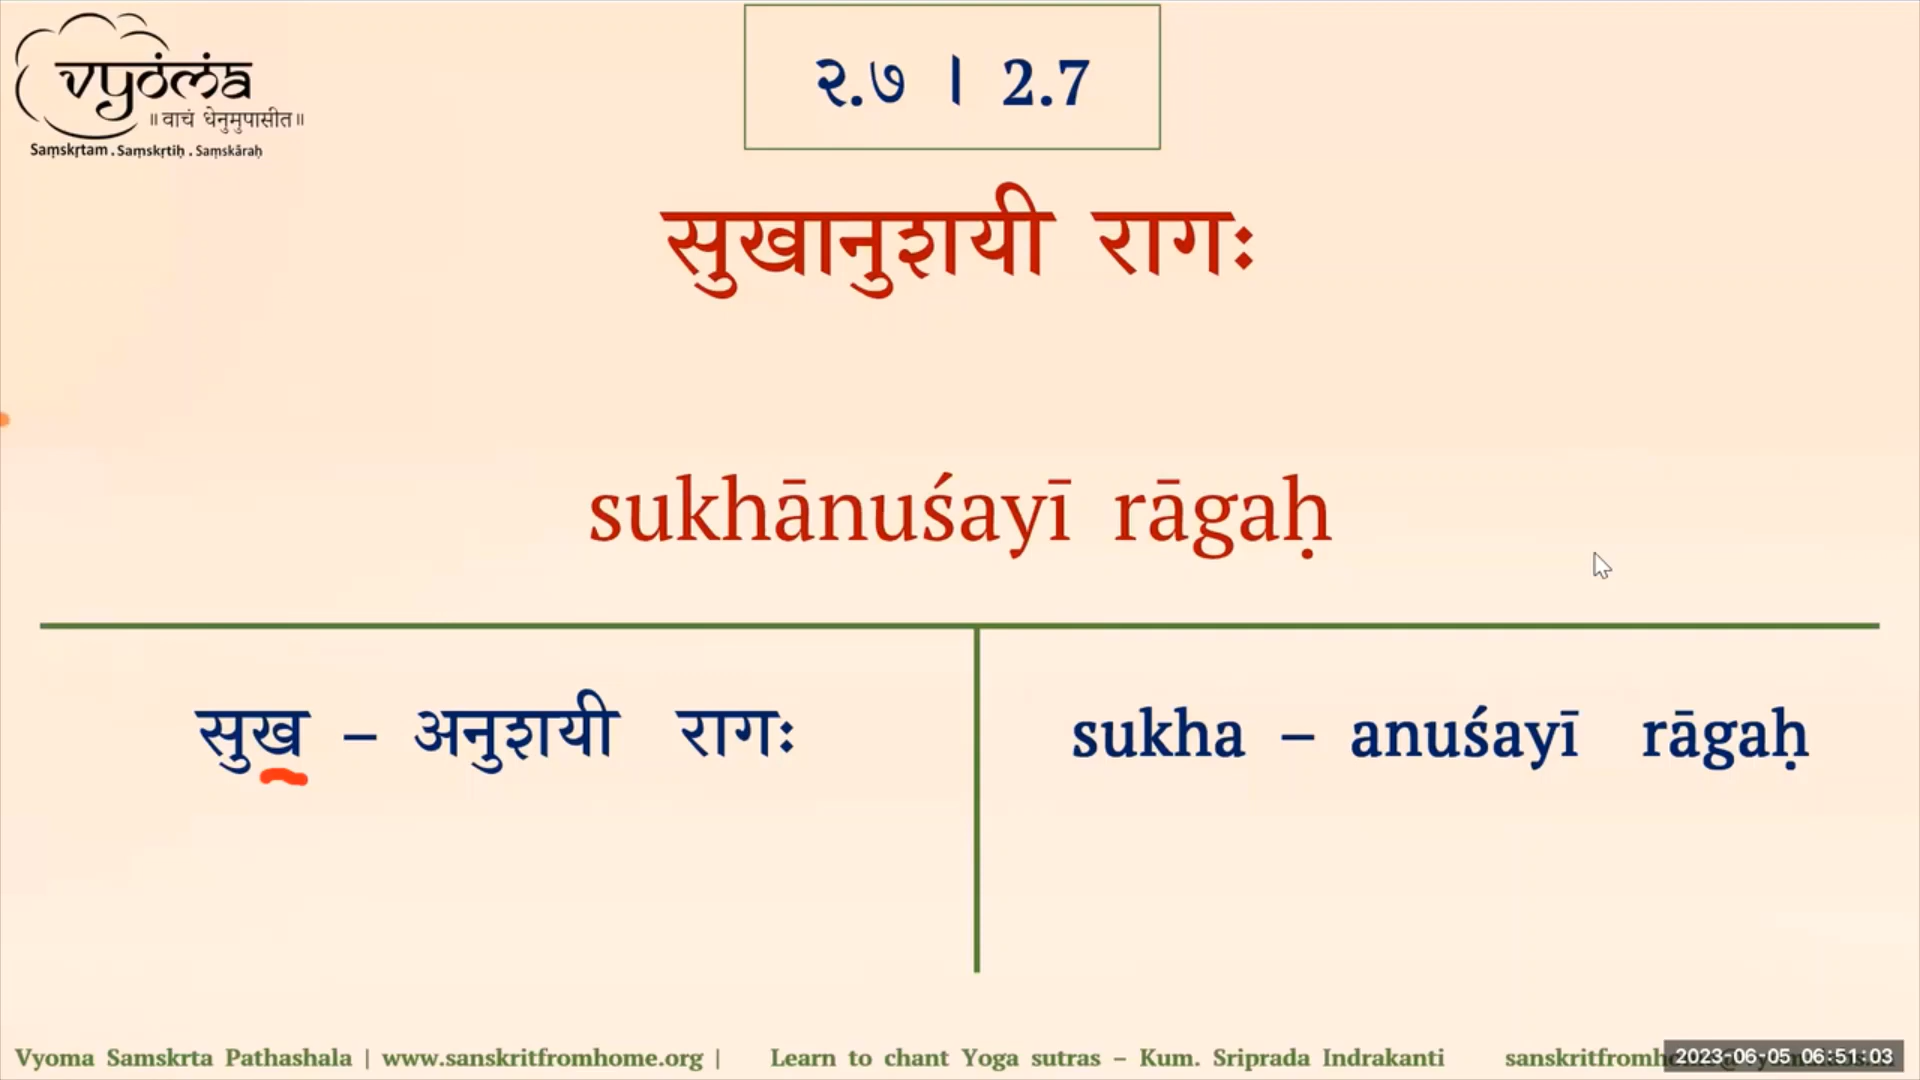 vyoma
॥ वाचं धेनुमुपासीत॥
Saṃskṛtam . Saṃskṛtiḥ . Saṃskāraḥ
२.७ । 2.7
सुखानुशयी रागः
sukhānuśayī rāgaḥ
सुख – अनुशयी रागः
sukha – anuśayī rāgaḥ
Vyoma Samskrta Pathashala | www.sanskritfromhome.org | Learn to chant Yoga sutras – Kum. Sriprada Indrakanti
2023-06-05 06:51:03